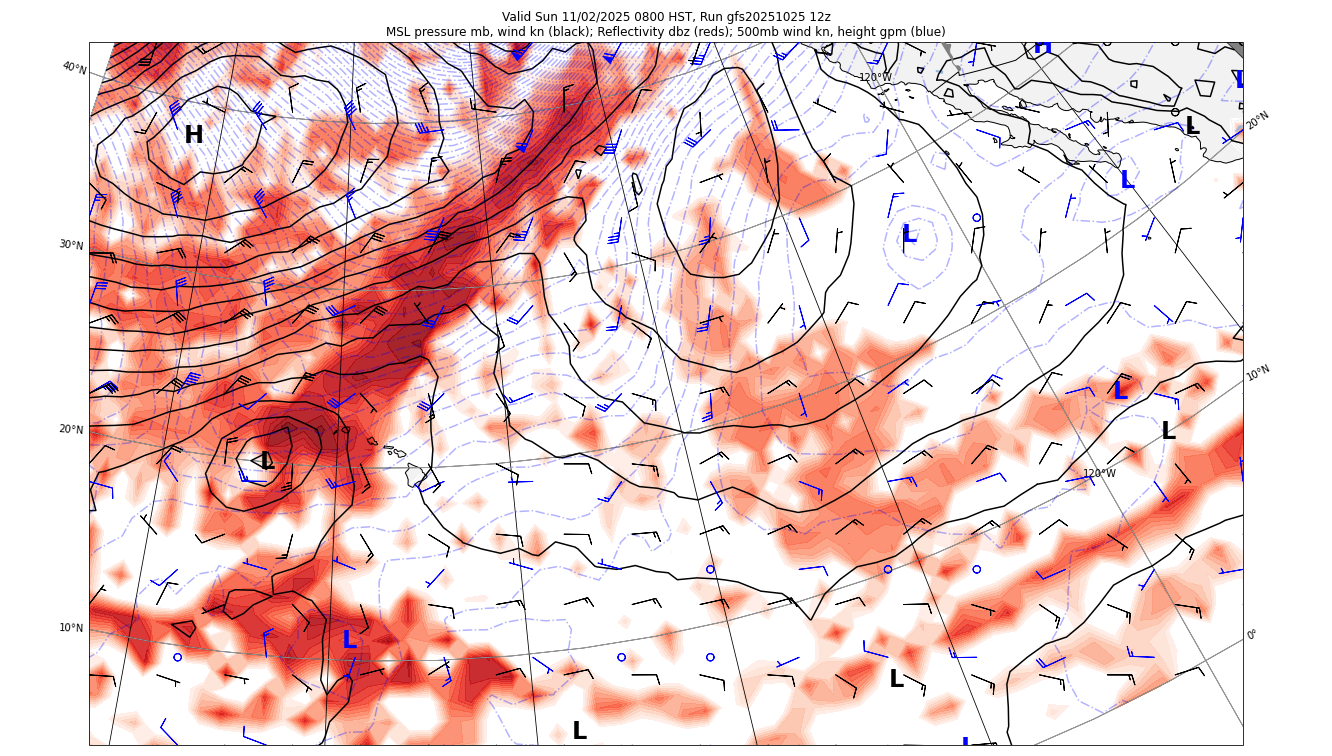 Valid Sun 11/02/2025 0800 HST, Run gfs20251025 12z
MSL pressure mb, wind kn (black); Reflectivity dbz (reds); 500mb wind kn, height gpm (blue)
H
40°N
120°W
L
20°N
H
L
L
30°N
L
10°N
L
20°N
L
L
120°W
10°N
L
0°
L
L
L